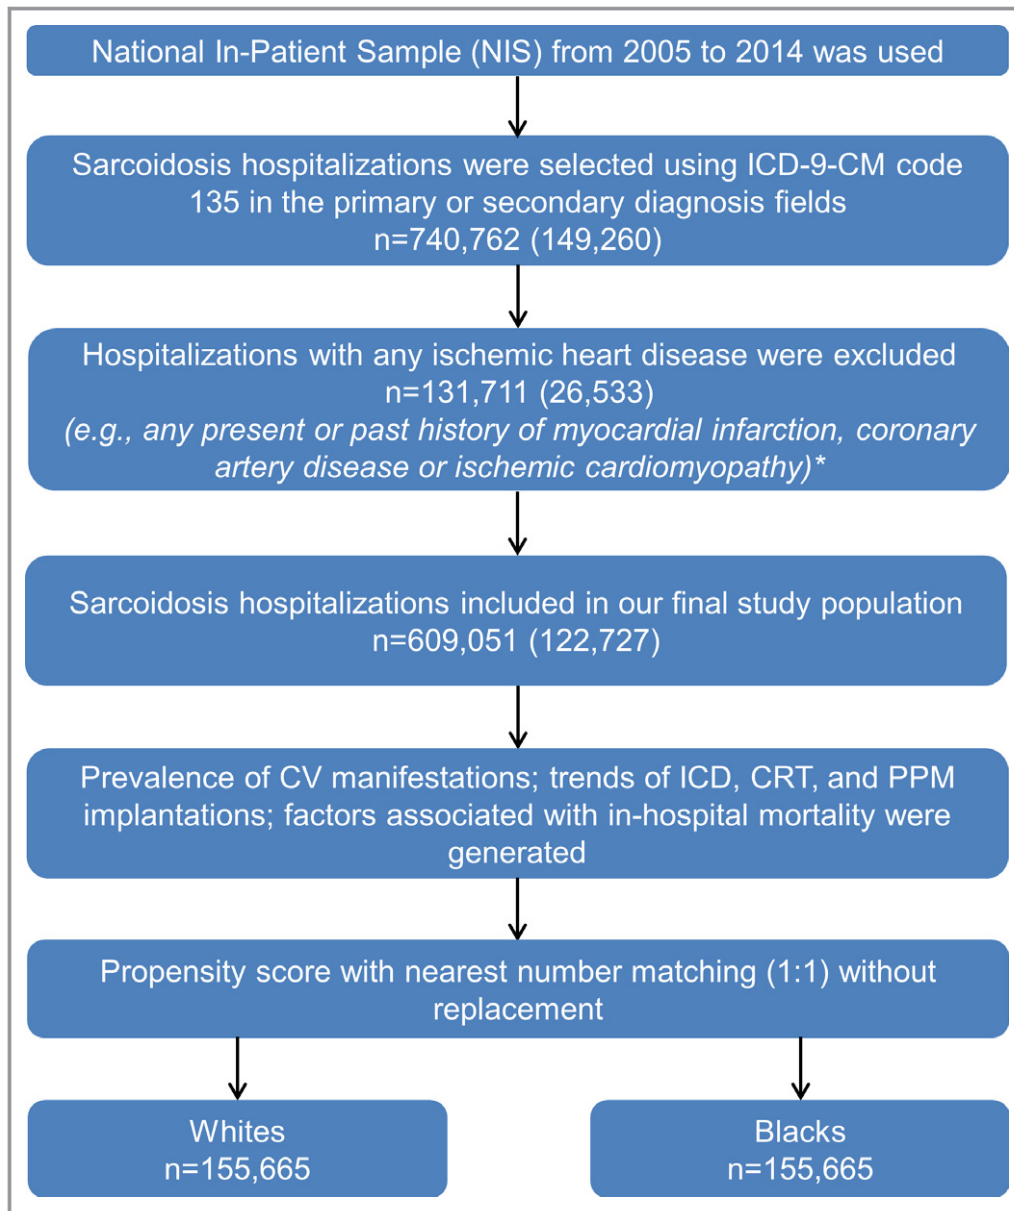 National In-Patient Sample (NIS) from 2005 to 2014 was used
Sarcoidosis hospitalizations were selected using ICD-9-CM code
135 in the primary or secondary diagnosis fields
n=740,762 (149,260)
Hospitalizations with any ischemic heart disease were excluded
n=131,711 (26,533)
(e.g., any present or past history of myocardial infarction, coronary
artery disease or ischemic cardiomyopathy)*
Sarcoidosis hospitalizations included in our final study population
n=609,051 (122,727)
Prevalence of CV manifestations; trends of ICD, CRT, and PPM
implantations; factors associated with in-hospital mortality were
generated
Propensity score with nearest number matching (1:1) without
replacement
Whites
n=155,665
Blacks
n=155,665